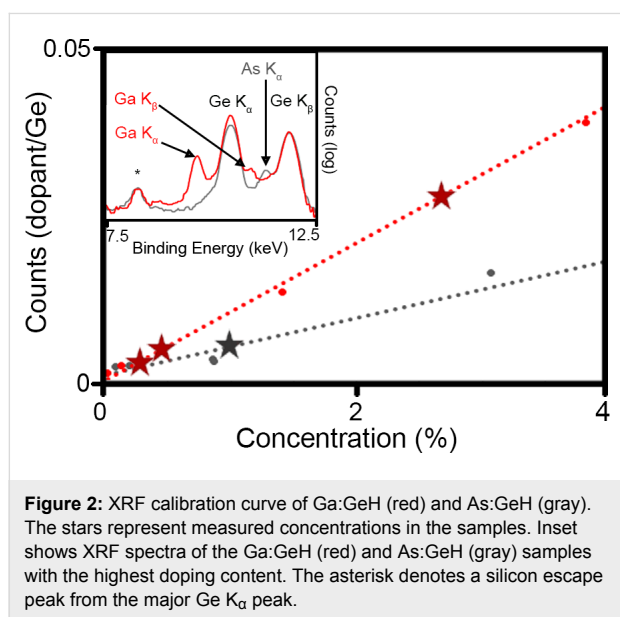 0.05
Counts (dopant/Ge)
As Kα
Ga Kβ
Ge Kα
Ge Kβ
Ga Kα
*
Counts (log)
7.5
12.5
Binding Energy (keV)
0
0
2
4
Concentration (%)
Figure 2: XRF calibration curve of Ga:GeH (red) and As:GeH (gray).
The stars represent measured concentrations in the samples. Inset
shows XRF spectra of the Ga:GeH (red) and As:GeH (gray) samples
with the highest doping content. The asterisk denotes a silicon escape
peak from the major Ge Kα peak.